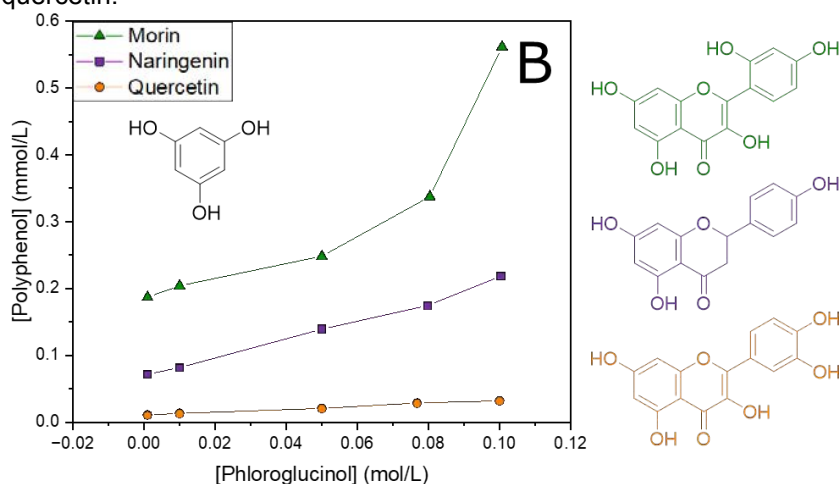 quercetin.
0.6
0.5
0.4
0.3
0.2
0.1
0.0
[Polyphenol] (mmol/L)
Morin
Naringenin
Quercetin
B
HO
OH
OH
−0.02
0.00
0.02
0.04
0.06
0.08
0.10
0.12
[Phloroglucinol] (mol/L)
HO
OH
HO
O
OH
OH
O
OH
HO
O
OH
O
OH
HO
O
OH
OH
OH
O